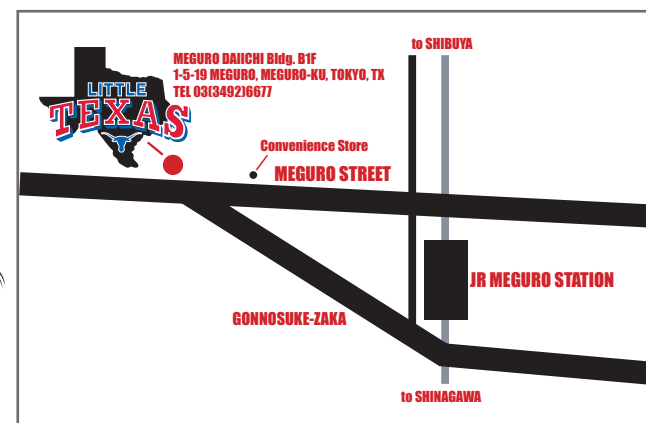 to SHIBUYA
MEGURO DAIICHI Bldg. B1F
1-5-19 MEGURO, MEGURO-KU, TOKYO, TX
TEL 03(3492)6677
LITTLE
TEXAS
Convenience Store
MEGURO STREET
JR MEGURO STATION
GONNOSUKE-ZAKA
to SHINAGAWA